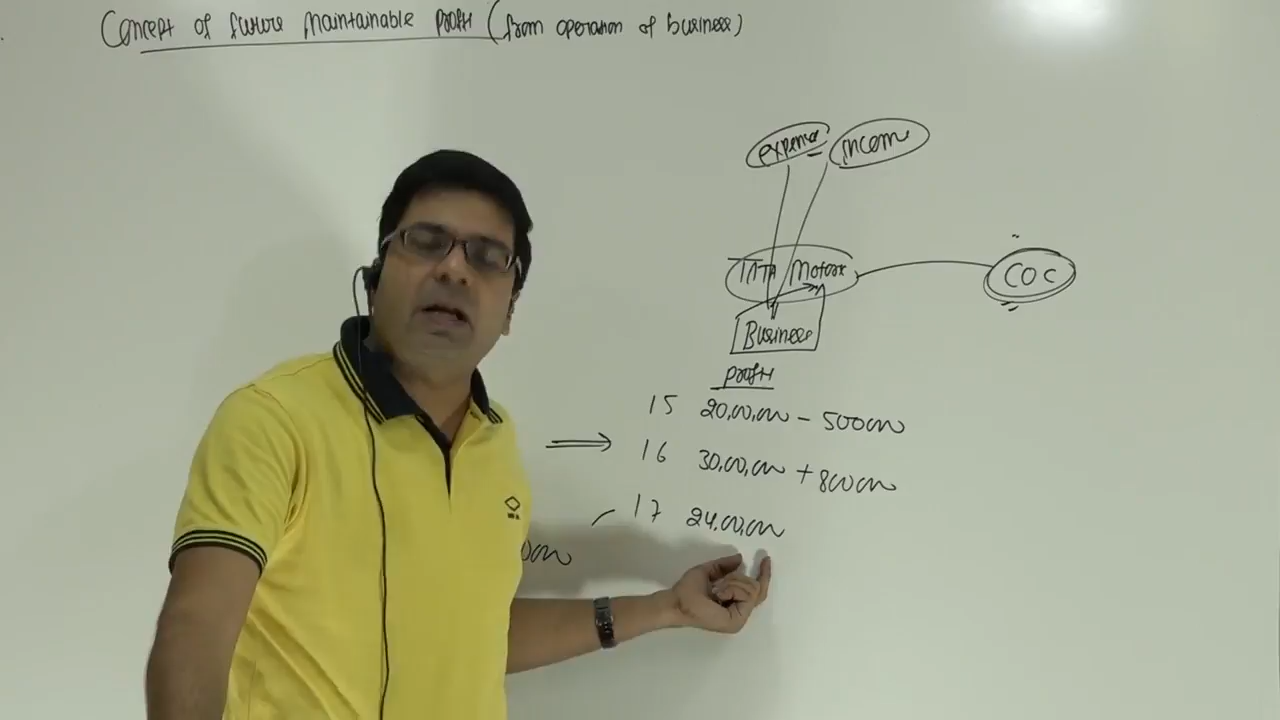 Concept of future Maintainable profit (from operation of business)
expense income
TATA Motors COC
Business
profit
15 20,00,000 - 500000
16 30,00,000 + 800000
17 24,00,000